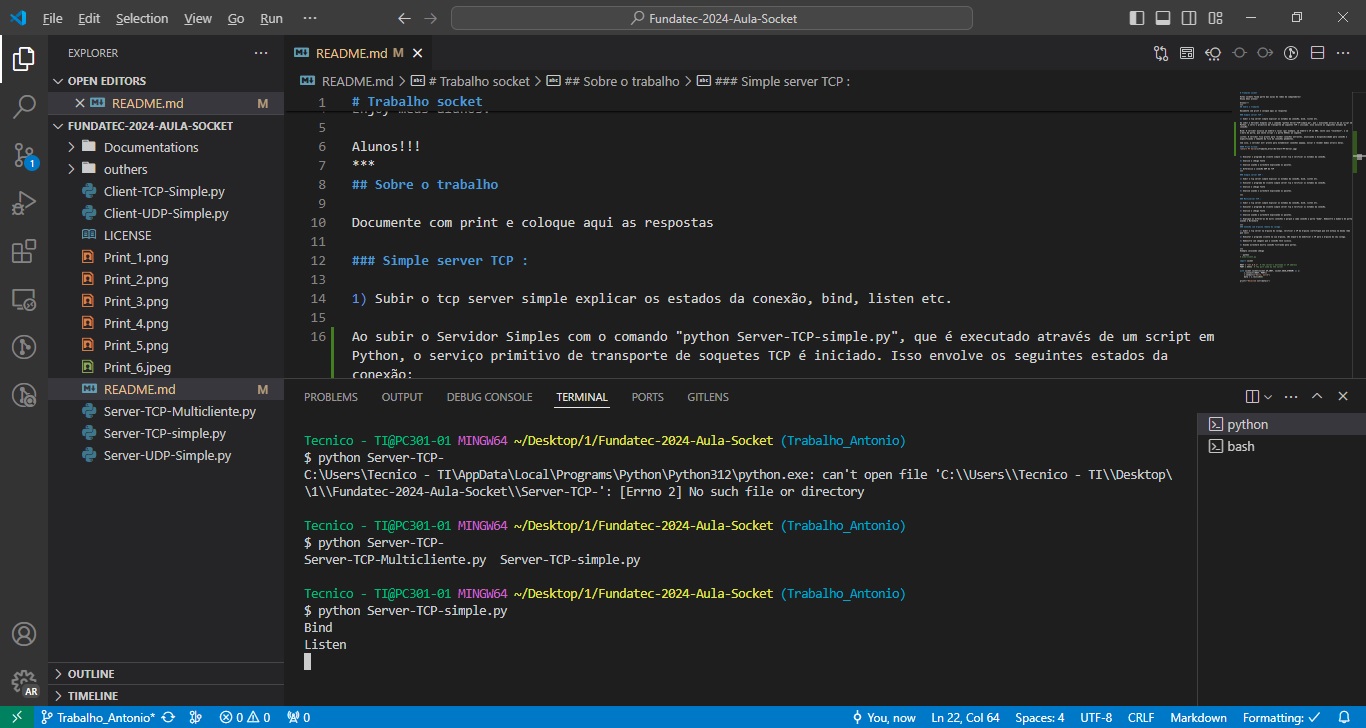 File Edit Selection View Go Run ···
Fundatec-2024-Aula-Socket
EXPLORER
OPEN EDITORS
README.md M
FUNDATEC-2024-AULA-SOCKET
Documentations
outhers
Client-TCP-Simple.py
Client-UDP-Simple.py
LICENSE
Print_1.png
Print_2.png
Print_3.png
Print_4.png
Print_5.png
Print_6.jpeg
README.md M
Server-TCP-Multicliente.py
Server-TCP-simple.py
Server-UDP-Simple.py
OUTLINE
TIMELINE
1
AR
README.md M
README.md > # Trabalho socket > ## Sobre o trabalho > ### Simple server TCP :
1 # Trabalho socket
Enjoy meus alunos!
5
6 Alunos!!!
7 ***
8 ## Sobre o trabalho
9
10 Documente com print e coloque aqui as respostas
11
12 ### Simple server TCP :
13
14 1) Subir o tcp server simple explicar os estados da conexão, bind, listen etc.
15
16 Ao subir o Servidor Simples com o comando "python Server-TCP-simple.py", que é executado através de um script em
Python, o serviço primitivo de transporte de soquetes TCP é iniciado. Isso envolve os seguintes estados da
conexão:
PROBLEMS OUTPUT DEBUG CONSOLE TERMINAL PORTS GITLENS
Tecnico - TI@PC301-01 MINGW64 ~/Desktop/1/Fundatec-2024-Aula-Socket (Trabalho_Antonio)
$ python Server-TCP-
C:\Users\Tecnico - TI\AppData\Local\Programs\Python\Python312\python.exe: can't open file 'C:\\Users\\Tecnico - TI\\Desktop\
\1\\Fundatec-2024-Aula-Socket\\Server-TCP-': [Errno 2] No such file or directory
Tecnico - TI@PC301-01 MINGW64 ~/Desktop/1/Fundatec-2024-Aula-Socket (Trabalho_Antonio)
$ python Server-TCP-
Server-TCP-Multicliente.py Server-TCP-simple.py
Tecnico - TI@PC301-01 MINGW64 ~/Desktop/1/Fundatec-2024-Aula-Socket (Trabalho_Antonio)
$ python Server-TCP-simple.py
Bind
Listen
python
bash
Trabalho_Antonio* 0 0 0 You, now Ln 22, Col 64 Spaces: 4 UTF-8 CRLF Markdown Formatting: ✓